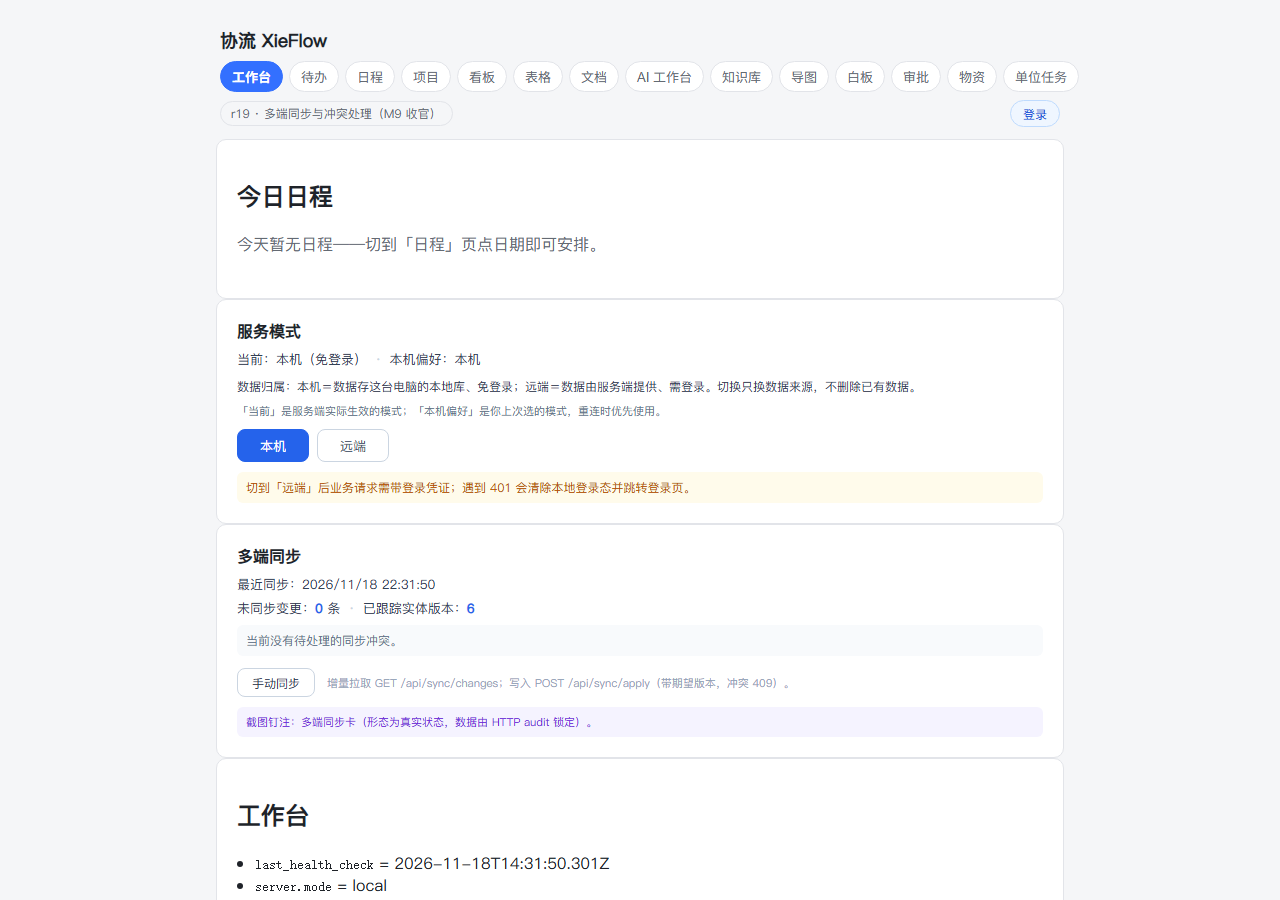 协流 XieFlow
工作台 待办 日程 项目 看板 表格 文档 AI 工作台 知识库 导图 白板 审批 物资 单位任务
r19 · 多端同步与冲突处理（M9 收官） 登录
今日日程
今天暂无日程——切到「日程」页点日期即可安排。
服务模式
当前：本机（免登录） · 本机偏好：本机
数据归属：本机＝数据存这台电脑的本地库、免登录；远端＝数据由服务端提供、需登录。切换只换数据来源，不删除已有数据。
「当前」是服务端实际生效的模式；「本机偏好」是你上次选的模式，重连时优先使用。
本机 远端
切到「远端」后业务请求需带登录凭证；遇到 401 会清除本地登录态并跳转登录页。
多端同步
最近同步：2026/11/18 22:31:50
未同步变更：0 条 · 已跟踪实体版本：6
当前没有待处理的同步冲突。
手动同步 增量拉取 GET /api/sync/changes；写入 POST /api/sync/apply（带期望版本，冲突 409）。
截图钉注：多端同步卡（形态为真实状态，数据由 HTTP audit 锁定）。
工作台
last_health_check = 2026-11-18T14:31:50.301Z
server.mode = local